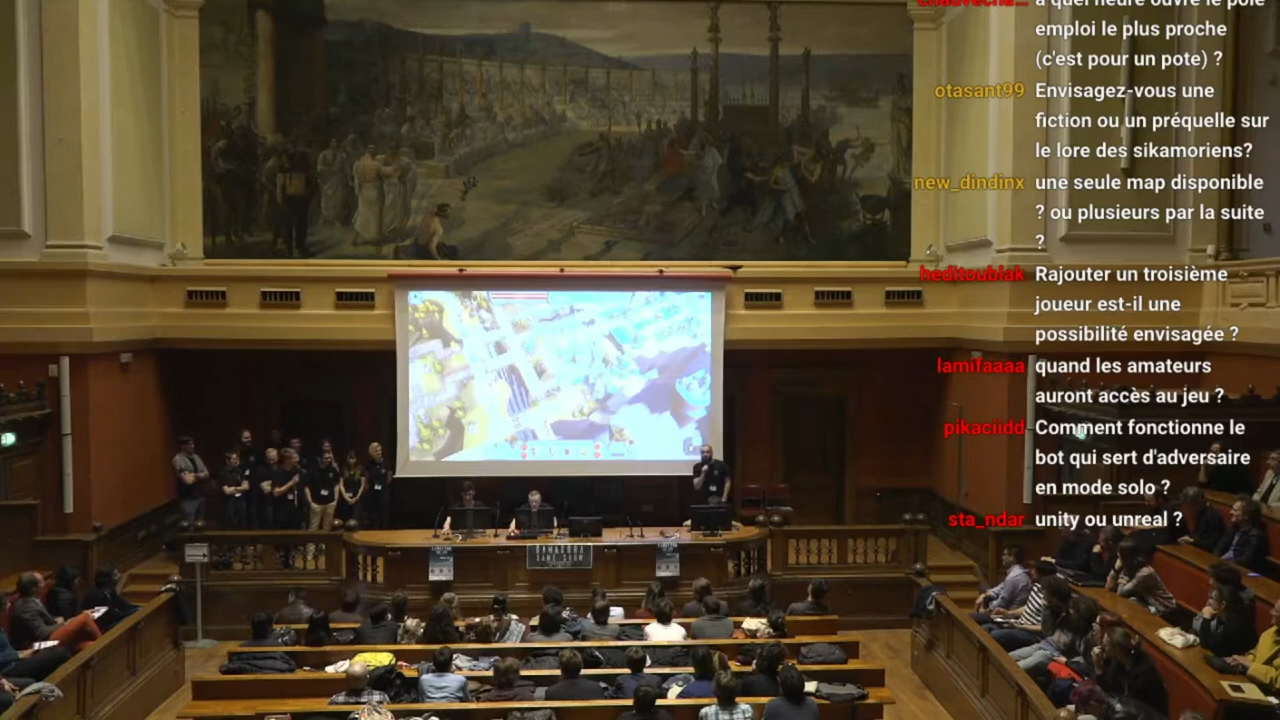 à quelle heure ouvre le pole
emploi le plus proche
(c'est pour un pote) ?
otasant99 Envisagez-vous une
fiction ou un préquelle sur
le lore des sikamoriens?
new_dindinx une seule map disponible
? ou plusieurs par la suite
?
heditoublak Rajouter un troisième
joueur est-il une
possibilité envisagée ?
lamifaaaa quand les amateurs
auront accès au jeu ?
pikaciidd Comment fonctionne le
bot qui sert d'adversaire
en mode solo ?
sta_ndar unity ou unreal ?